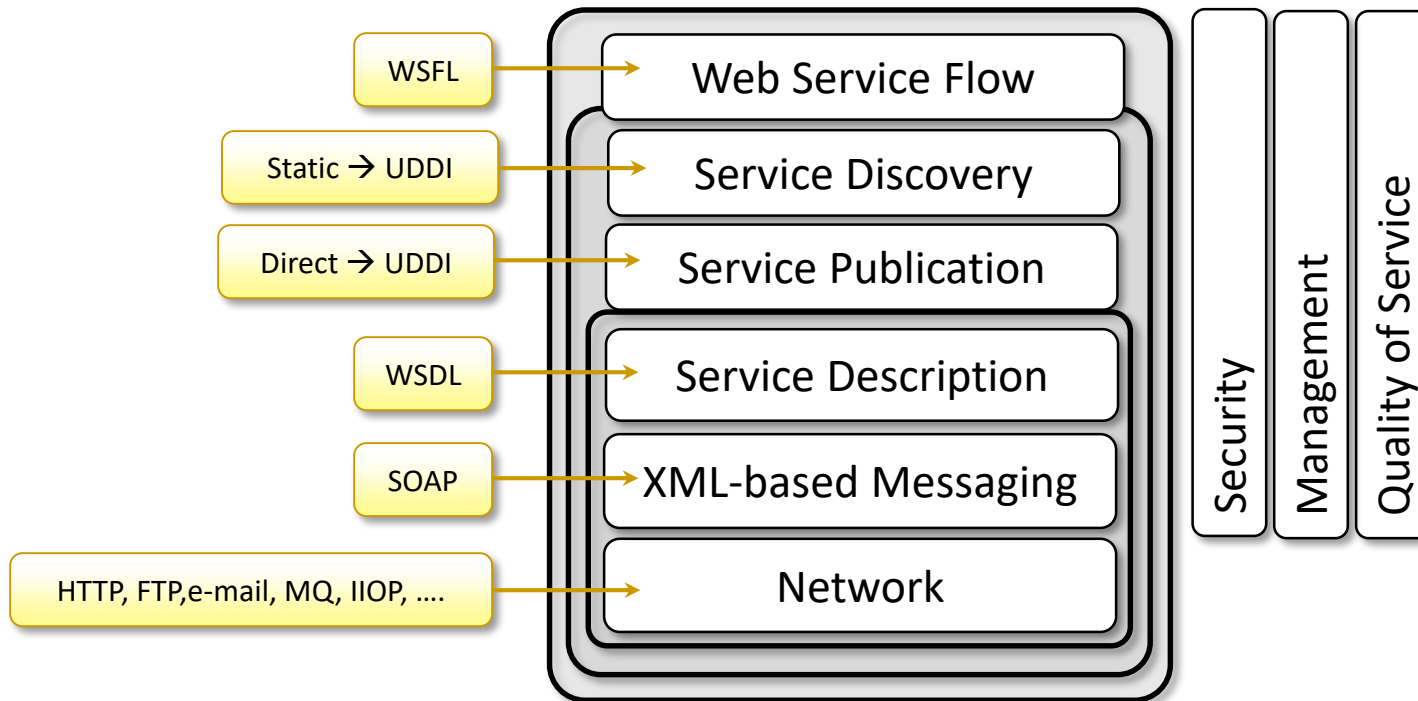 WSFL
Web Service Flow
Static → UDDI
Service Discovery
Direct → UDDI
Service Publication
WSDL
Service Description
SOAP
XML-based Messaging
HTTP, FTP,e-mail, MQ, IIOP, ....
Network
Security
Management
Quality of Service